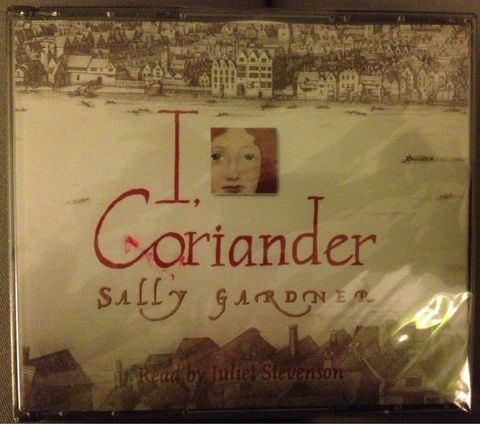 I,
Coriander
SALLY GARDNER
Read by Juliet Stevenson